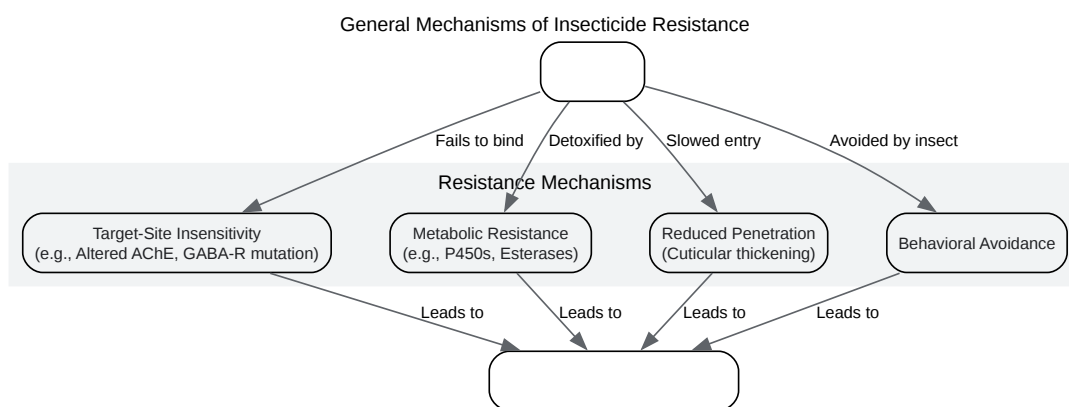 General Mechanisms of Insecticide Resistance
Fails to bind
Detoxified by
Slowed entry
Avoided by insect
Resistance Mechanisms
Target-Site Insensitivity
(e.g., Altered AChE, GABA-R mutation)
Metabolic Resistance
(e.g., P450s, Esterases)
Reduced Penetration
(Cuticular thickening)
Behavioral Avoidance
Leads to
Leads to
Leads to
Leads to